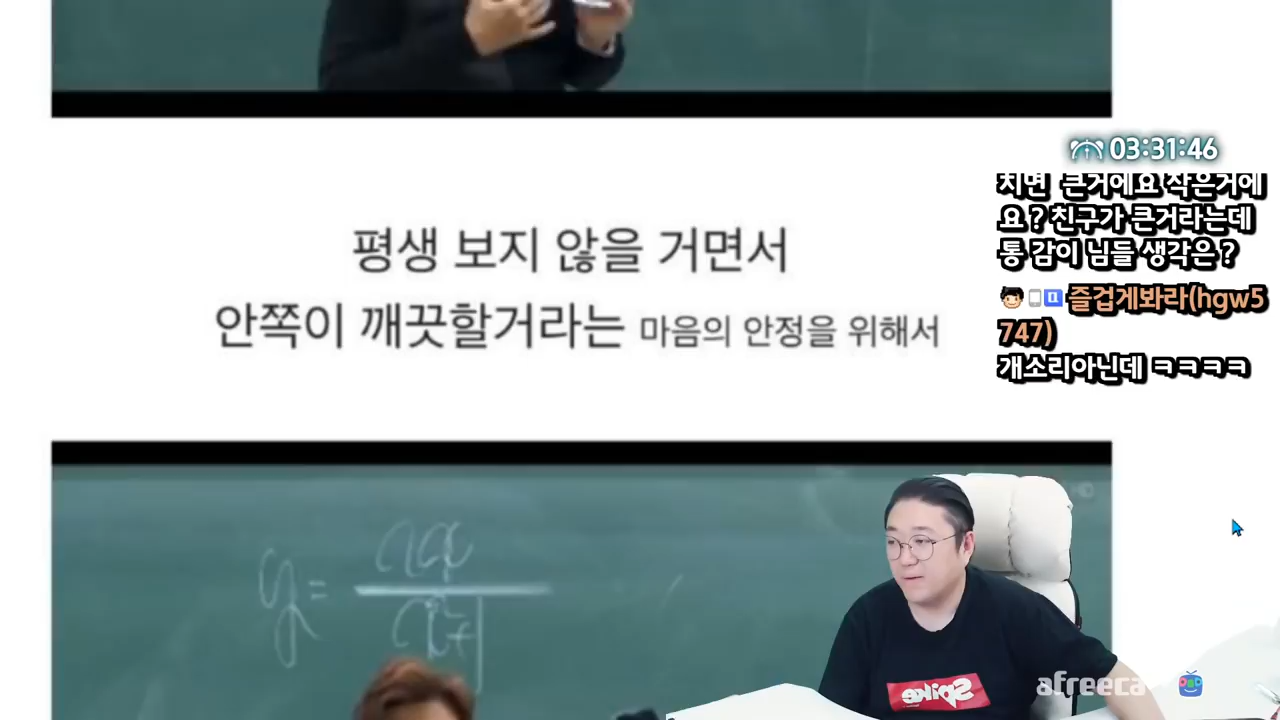 03:31:46
치면 큰거에요 작은거에
요? 친구가 큰거라는데
통 감이 님들 생각은?
즐겁게봐라(hgw5
747)
개소리아닌데 ㅋㅋㅋㅋ
평생 보지 않을 거면서
안쪽이 깨끗할거라는 마음의 안정을 위해서
y=
Spike
afreeca